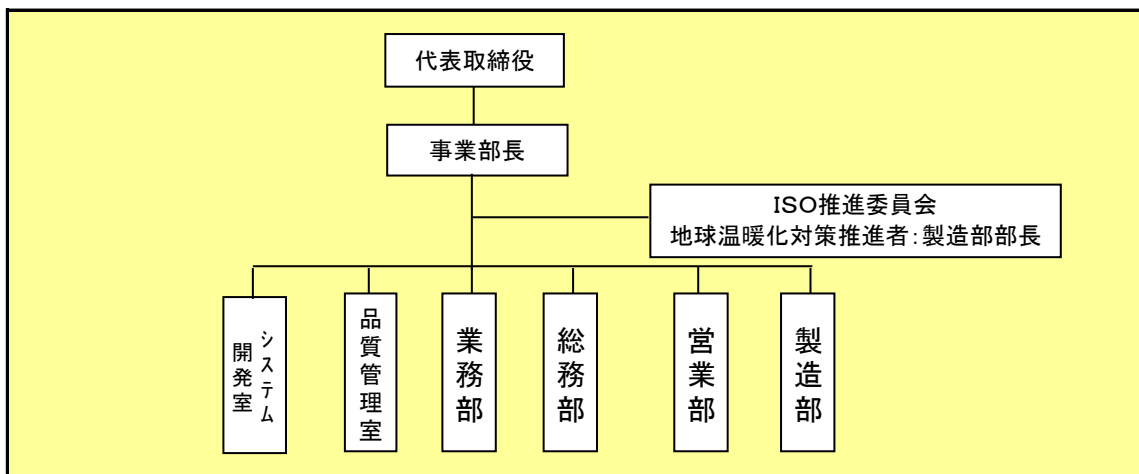 代表取締役
事業部長
ISO推進委員会
地球温暖化対策推進者：製造部部長
システム
開発室
品質管理室
業務部
総務部
営業部
製造部